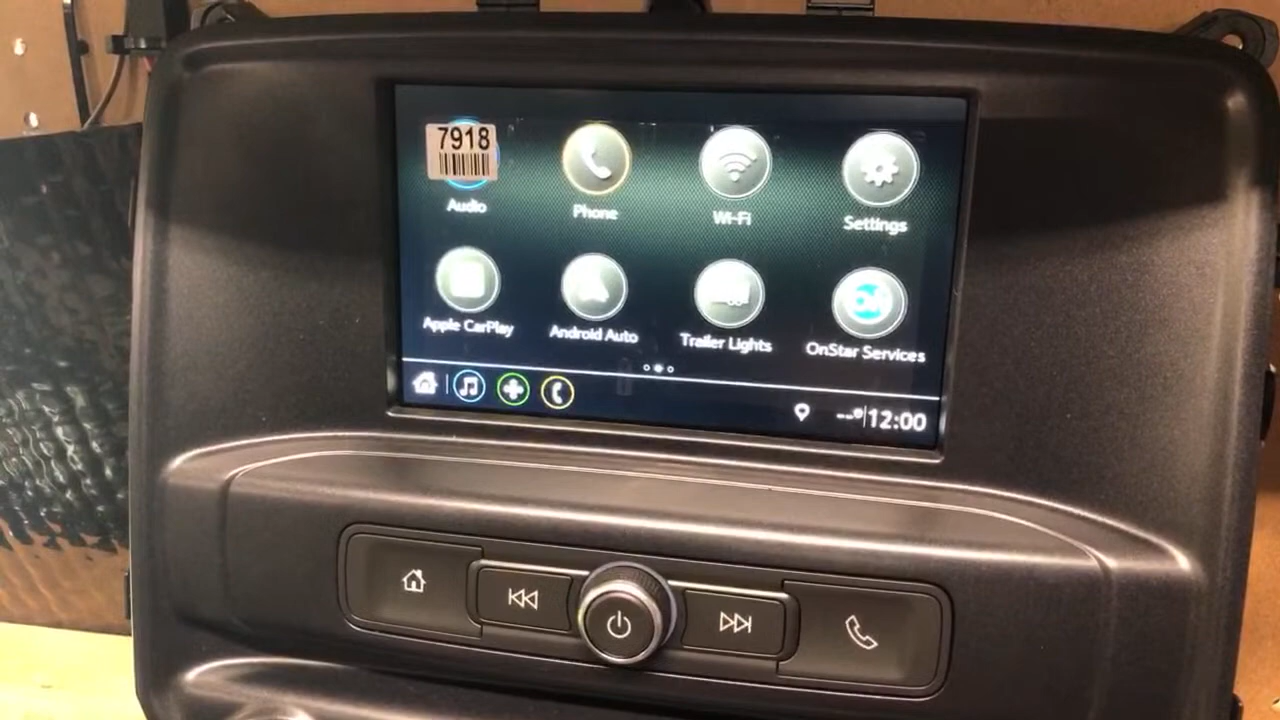 7918
Audio Phone Wi-Fi Settings
Apple CarPlay Android Auto Trailer Lights OnStar Services
--° 12:00